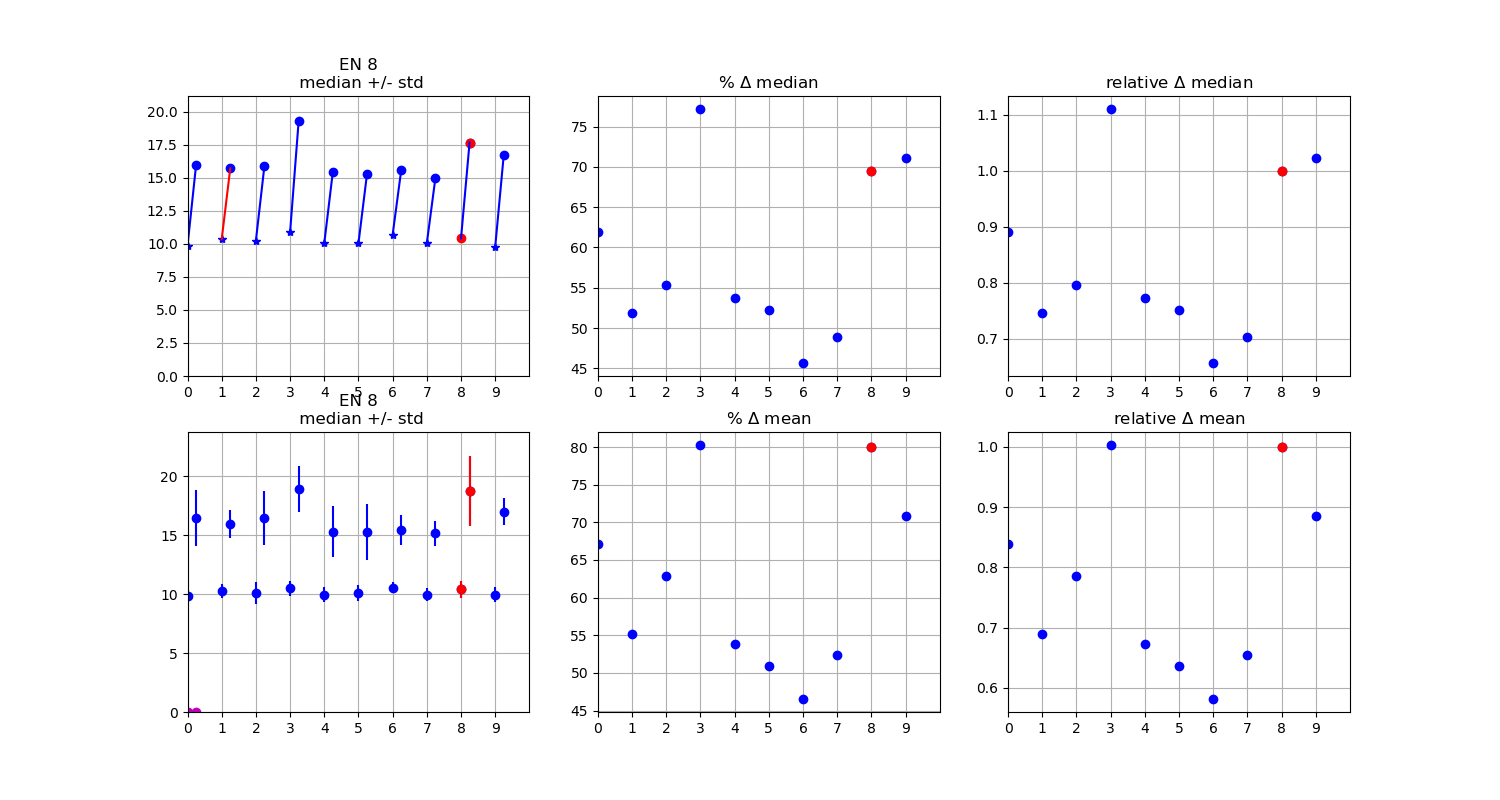 EN 8
median +/- std
20.0
17.5
15.0
12.5
10.0
7.5
5.0
2.5
0.0
0 1 2 3 4 5 6 7 8 9
% Δ median
75
70
65
60
55
50
45
0 1 2 3 4 5 6 7 8 9
relative Δ median
1.1
1.0
0.9
0.8
0.7
0 1 2 3 4 5 6 7 8 9
EN 8
median +/- std
20
15
10
5
0
0 1 2 3 4 5 6 7 8 9
% Δ mean
80
75
70
65
60
55
50
45
0 1 2 3 4 5 6 7 8 9
relative Δ mean
1.0
0.9
0.8
0.7
0.6
0 1 2 3 4 5 6 7 8 9